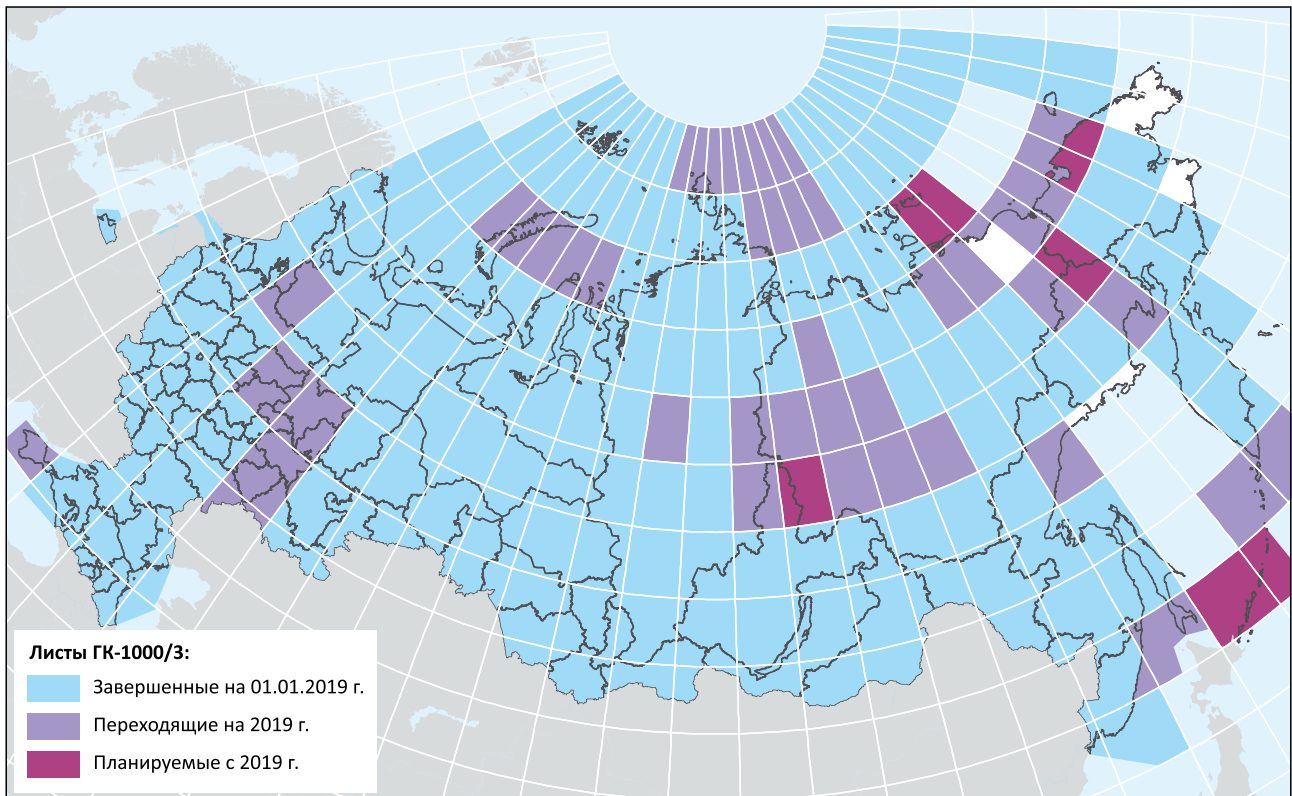 Листы ГК-1000/3:
Завершенные на 01.01.2019 г.
Переходящие на 2019 г.
Планируемые с 2019 г.